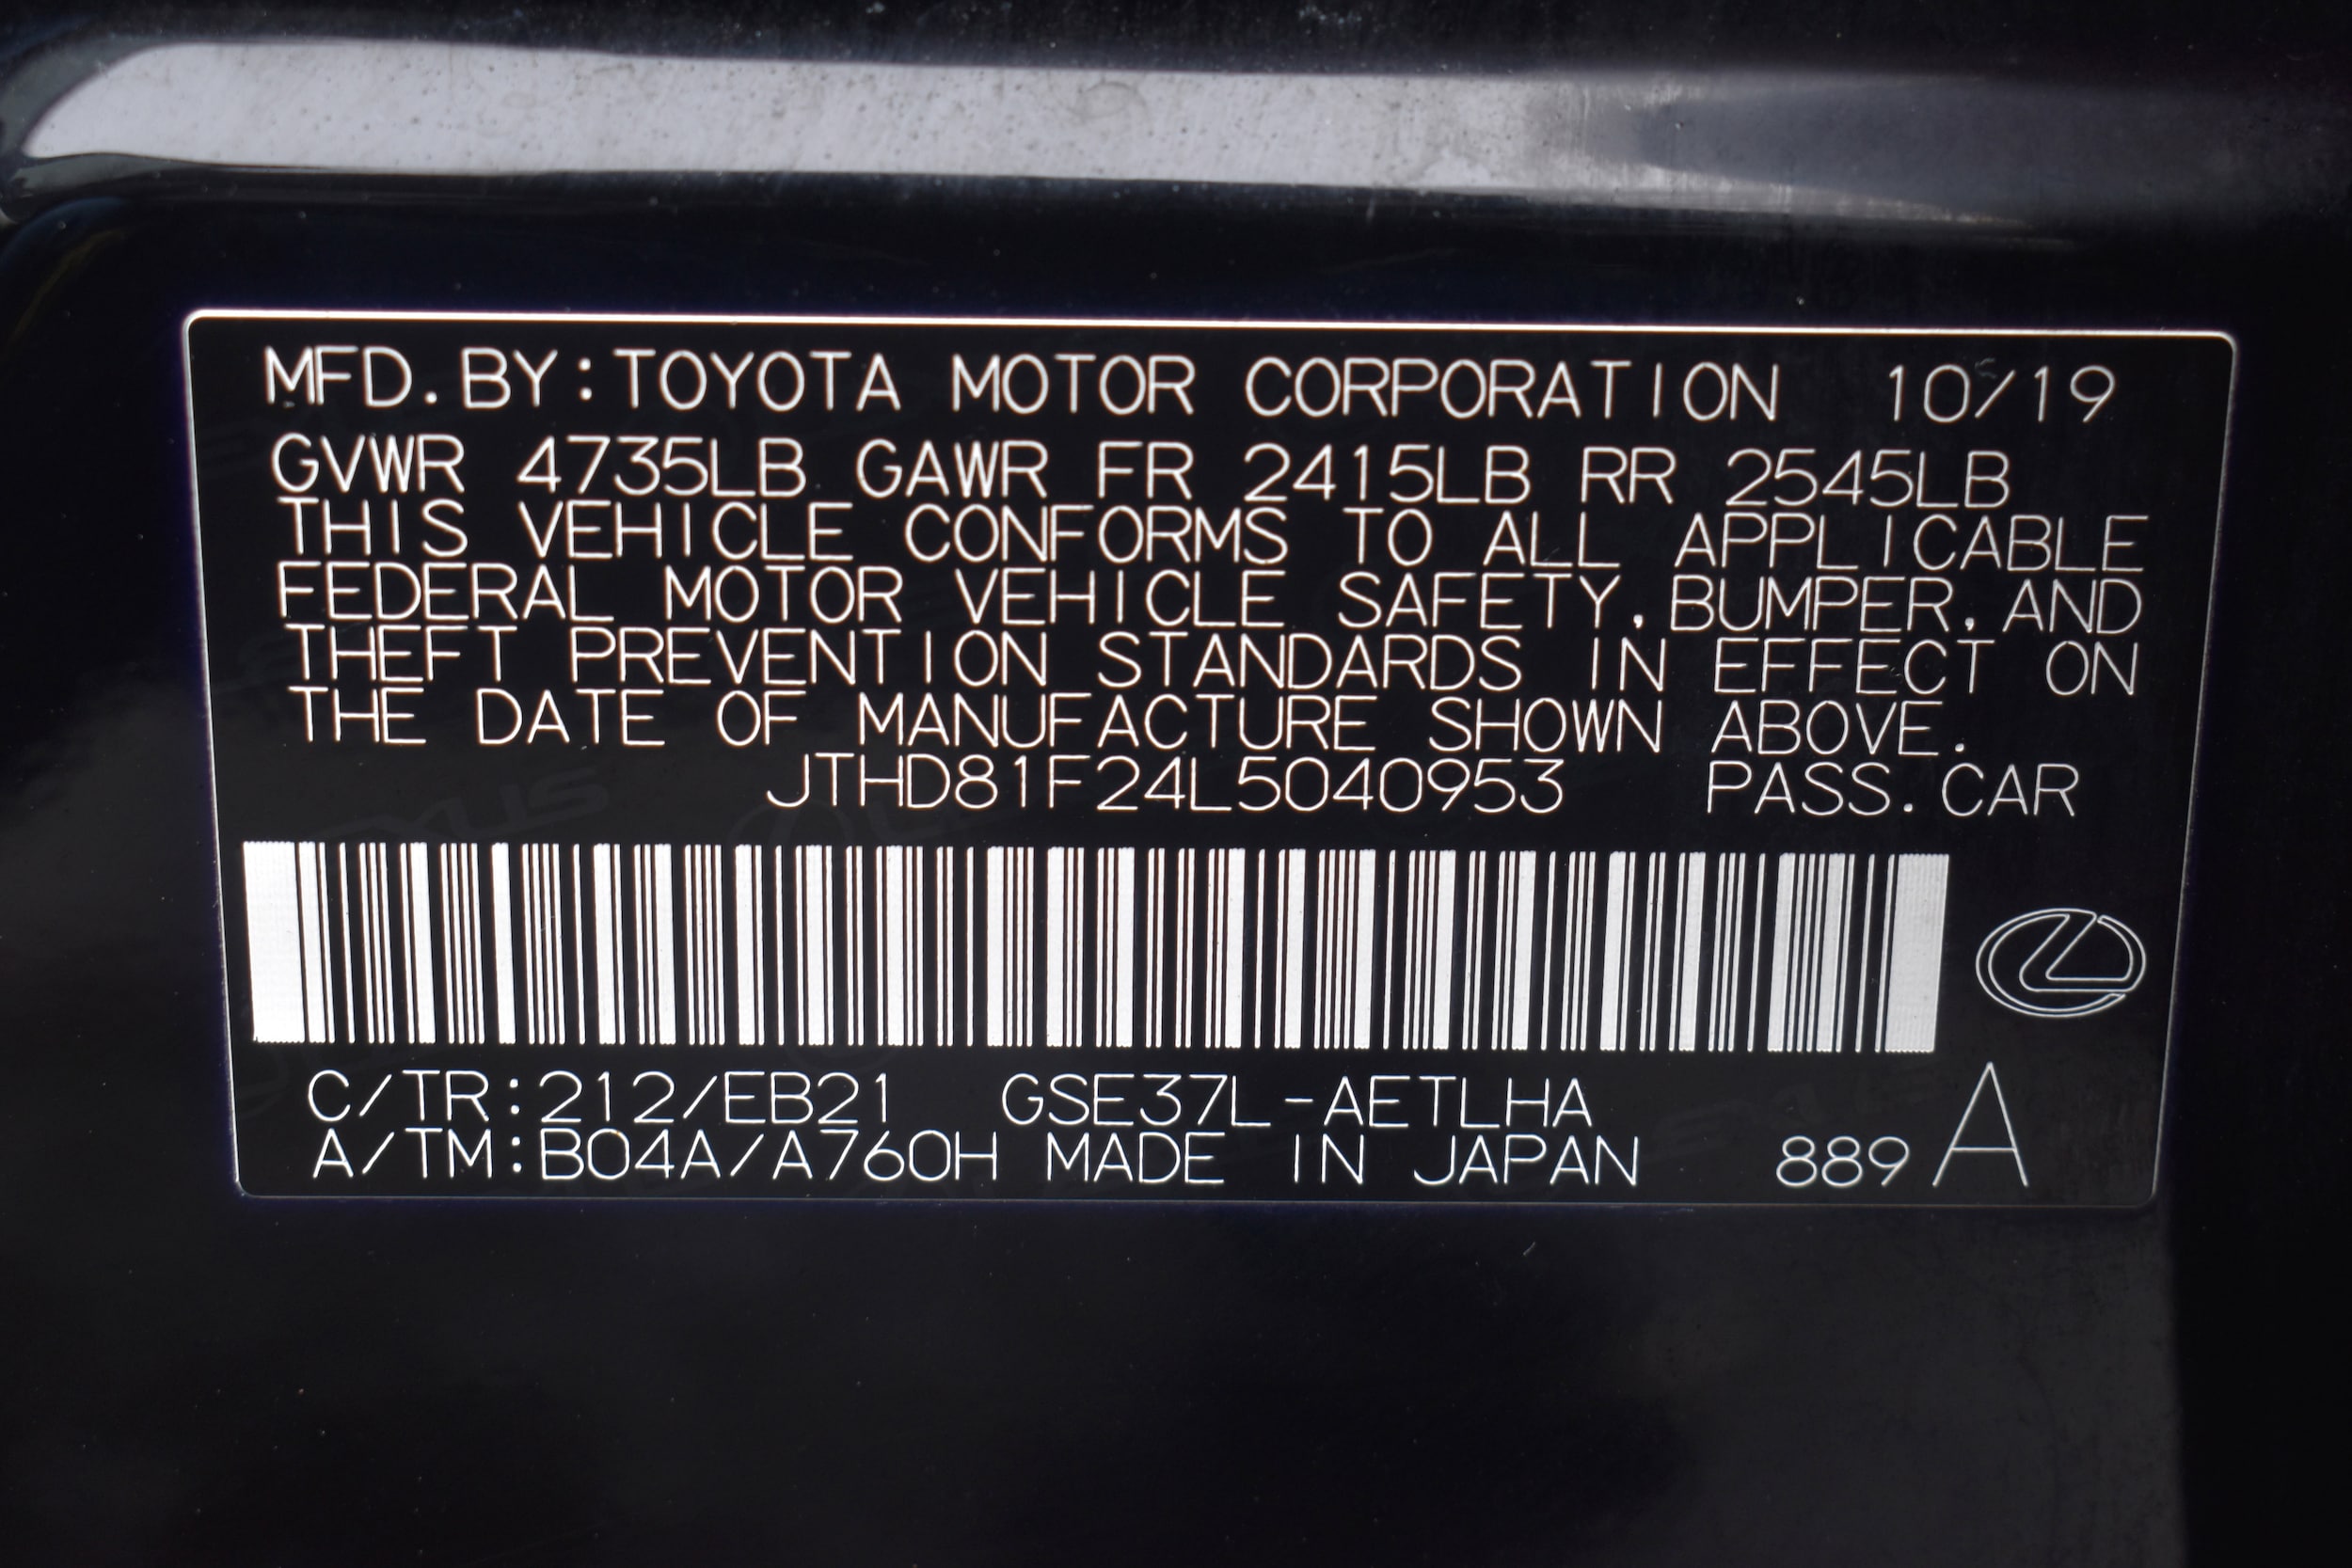 MFD.BY:TOYOTA MOTOR CORPORATION 10/19
GVWR 4735LB GAWR FR 2415LB RR 2545LB
THIS VEHICLE CONFORMS TO ALL APPLICABLE
FEDERAL MOTOR VEHICLE SAFETY,BUMPER,AND
THEFT PREVENTION STANDARDS IN EFFECT ON
THE DATE OF MANUFACTURE SHOWN ABOVE.
JTHD81F24L5040953 PASS.CAR
C/TR:212/EB21 GSE37L-AETLHA
A/TM:B04A/A760H MADE IN JAPAN 889 A